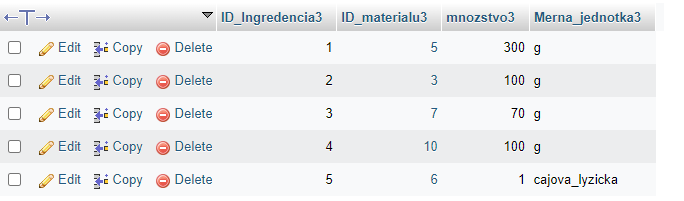 ←T→ ID_Ingredencia3 ID_materialu3 mnozstvo3 Merna_jednotka3
Edit Copy Delete 1 5 300 g
Edit Copy Delete 2 3 100 g
Edit Copy Delete 3 7 70 g
Edit Copy Delete 4 10 100 g
Edit Copy Delete 5 6 1 cajova_lyzicka